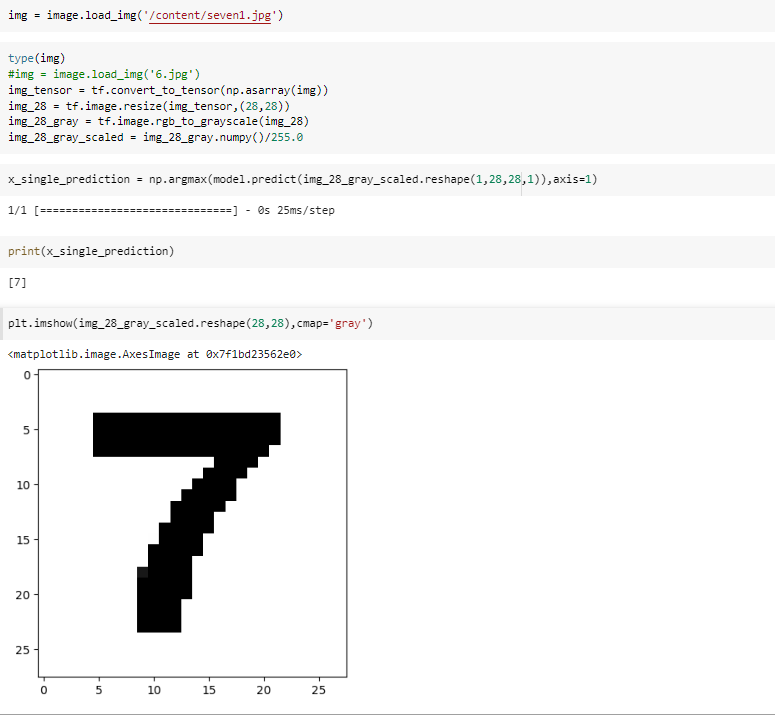 img = image.load_img('/content/seven1.jpg')
type(img)
#img = image.load_img('6.jpg')
img_tensor = tf.convert_to_tensor(np.asarray(img))
img_28 = tf.image.resize(img_tensor,(28,28))
img_28_gray = tf.image.rgb_to_grayscale(img_28)
img_28_gray_scaled = img_28_gray.numpy()/255.0
x_single_prediction = np.argmax(model.predict(img_28_gray_scaled.reshape(1,28,28,1)),axis=1)
1/1 [==============================] - 0s 25ms/step
print(x_single_prediction)
[7]
plt.imshow(img_28_gray_scaled.reshape(28,28),cmap='gray')
<matplotlib.image.AxesImage at 0x7f1bd23562e0>
0
5
10
15
20
25
7
0 5 10 15 20 25